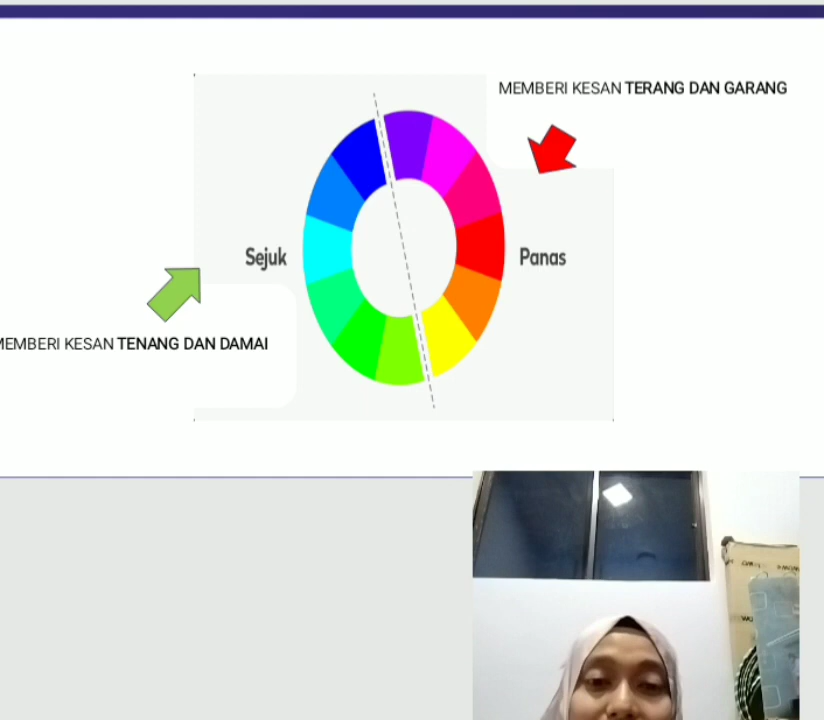 MEMBERI KESAN TERANG DAN GARANG
Sejuk
Panas
MEMBERI KESAN TENANG DAN DAMAI